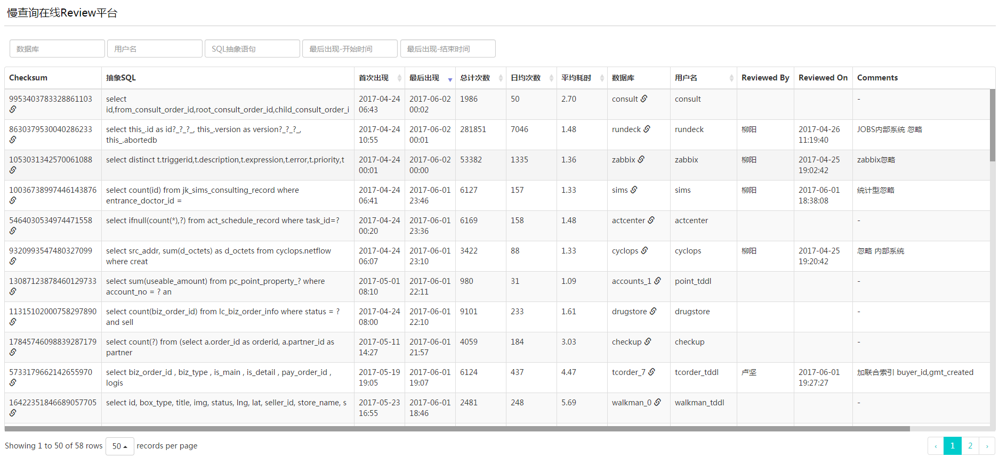 慢查询在线Review平台
数据库 用户名 SQL抽象语句 最后出现-开始时间 最后出现-结束时间
Checksum 抽象SQL 首次出现 最后出现 总计次数 日均次数 平均耗时 数据库 用户名 Reviewed By Reviewed On Comments
9953403783328861103 select 2017-04-24 2017-06-02 1986 50 2.70 consult consult -
id,from_consult_order_id,root_consult_order_id,child_consult_order_i 06:43 00:02
8630379530040286233 select this_.id as id?_?_?_, this_.version as version?_?_?_, 2017-04-24 2017-06-02 281851 7046 1.48 rundeck rundeck 柳阳 2017-04-26 JOBS内部系统 忽略
this_.abortedb 10:55 00:01 11:19:40
1053031342570061088 select distinct t.triggerid,t.description,t.expression,t.error,t.priority,t 2017-04-24 2017-06-02 53382 1335 1.36 zabbix zabbix 柳阳 2017-04-25 zabbix忽略
00:01 00:00 19:02:42
10036738997446143876 select count(id) from jk_sims_consulting_record where 2017-04-24 2017-06-01 6127 157 1.33 sims sims 柳阳 2017-06-01 统计型忽略
entrance_doctor_id = 06:41 23:46 18:38:08
5464030534974471558 select ifnull(count(*),?) from act_schedule_record where task_id=? 2017-04-24 2017-06-01 6169 158 1.48 actcenter actcenter -
00:20 23:36
9320993547480327099 select src_addr, sum(d_octets) as d_octets from cyclops.netflow 2017-04-24 2017-06-01 3422 88 1.33 cyclops cyclops 柳阳 2017-04-25 忽略 内部系统
where creat 06:07 23:10 19:20:42
13087123878460129733 select sum(useable_amount) from pc_point_property_? where 2017-05-01 2017-06-01 980 31 1.09 accounts_1 point_tddl -
account_no = ? an 08:10 22:11
11315102000758297890 select count(biz_order_id) from lc_biz_order_info where status = ? 2017-04-24 2017-06-01 9101 233 1.61 drugstore drugstore -
and sell 08:00 22:10
17845746098839287179 select count(?) from (select a.order_id as orderid, a.partner_id as 2017-05-11 2017-06-01 4059 184 3.03 checkup checkup -
partner 14:27 21:57
5733179662142655970 select biz_order_id , biz_type , is_main , is_detail , pay_order_id , 2017-05-19 2017-06-01 6124 437 4.47 tcorder_7 tcorder_tddl 卢坚 2017-06-01 加联合索引 buyer_id,gmt_created
logis 19:05 19:07 19:27:27
16422351846689057705 select id, box_type, title, img, status, lng, lat, seller_id, store_name, s 2017-05-23 2017-06-01 2481 248 5.69 walkman_0 walkman_tddl -
16:55 18:46
Showing 1 to 50 of 58 rows 50 records per page ‹ 1 2 ›